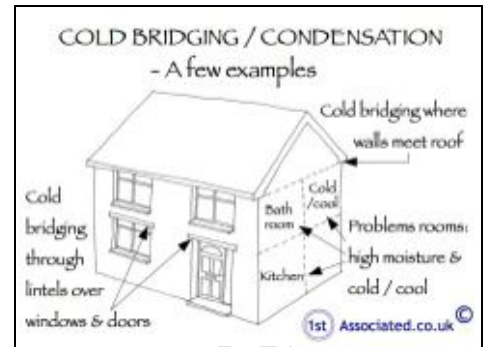 COLD BRIDGING / CONDENSATION
- A few examples
Cold bridging where
walls meet roof
Cold
/cool
Bath
room
Kitchen
Cold
bridging
through
lintels over
windows & doors
Problems rooms:
high moisture &
cold / cool
1st Associated.co.uk ©